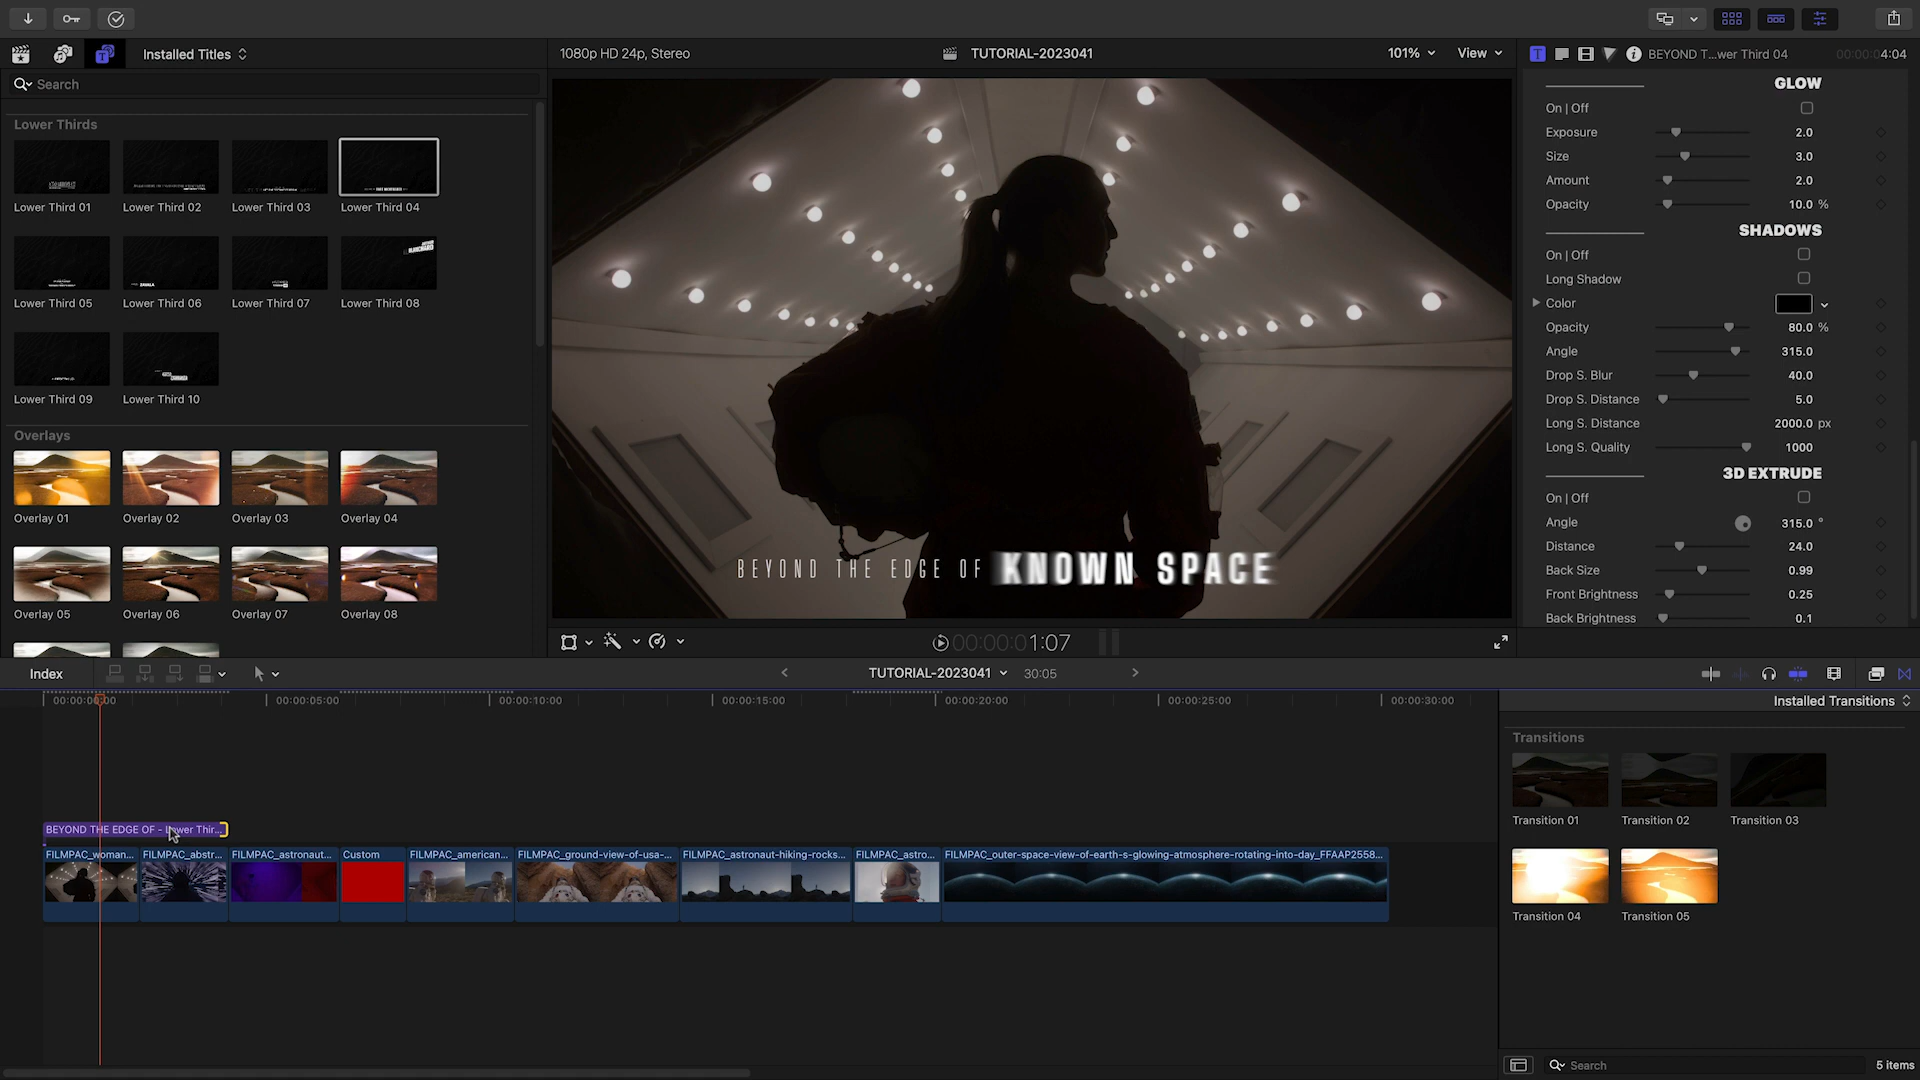 Installed Titles
Search
Lower Thirds
Lower Third 01
Lower Third 02
Lower Third 03
Lower Third 04
Lower Third 05
Lower Third 06
Lower Third 07
Lower Third 08
Lower Third 09
Lower Third 10
Overlays
Overlay 01
Overlay 02
Overlay 03
Overlay 04
Overlay 05
Overlay 06
Overlay 07
Overlay 08
1080p HD 24p, Stereo
TUTORIAL-2023041
101%
View
BEYOND THE EDGE OF KNOWN SPACE
00:00:01:07
BEYOND T...wer Third 04
00:00:04:04
GLOW
On | Off
Exposure 2.0
Size 3.0
Amount 2.0
Opacity 10.0 %
SHADOWS
On | Off
Long Shadow
Color
Opacity 80.0 %
Angle 315.0
Drop S. Blur 40.0
Drop S. Distance 5.0
Long S. Distance 2000.0 px
Long S. Quality 1000
3D EXTRUDE
On | Off
Angle 315.0 °
Distance 24.0
Back Size 0.99
Front Brightness 0.25
Back Brightness 0.1
Index
TUTORIAL-2023041
30:05
00:00:00:00
00:00:05:00
00:00:10:00
00:00:15:00
00:00:20:00
00:00:25:00
00:00:30:00
BEYOND THE EDGE OF - Lower Thir...
FILMPAC_woman...
FILMPAC_abstr...
FILMPAC_astronaut...
Custom
FILMPAC_american...
FILMPAC_ground-view-of-usa-...
FILMPAC_astronaut-hiking-rocks...
FILMPAC_astro...
FILMPAC_outer-space-view-of-earth-s-glowing-atmosphere-rotating-into-day_FFAAP2558...
Installed Transitions
Transitions
Transition 01
Transition 02
Transition 03
Transition 04
Transition 05
Search
5 items